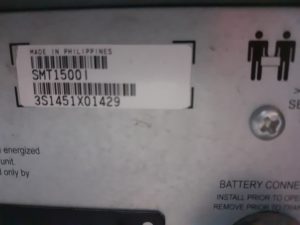 MADE IN PHILIPPINES
SMT1500I
3S1451X01429
energized
unit.
only by
BATTERY CONNE
INSTALL PRIOR TO OPE
REMOVE PRIOR TO